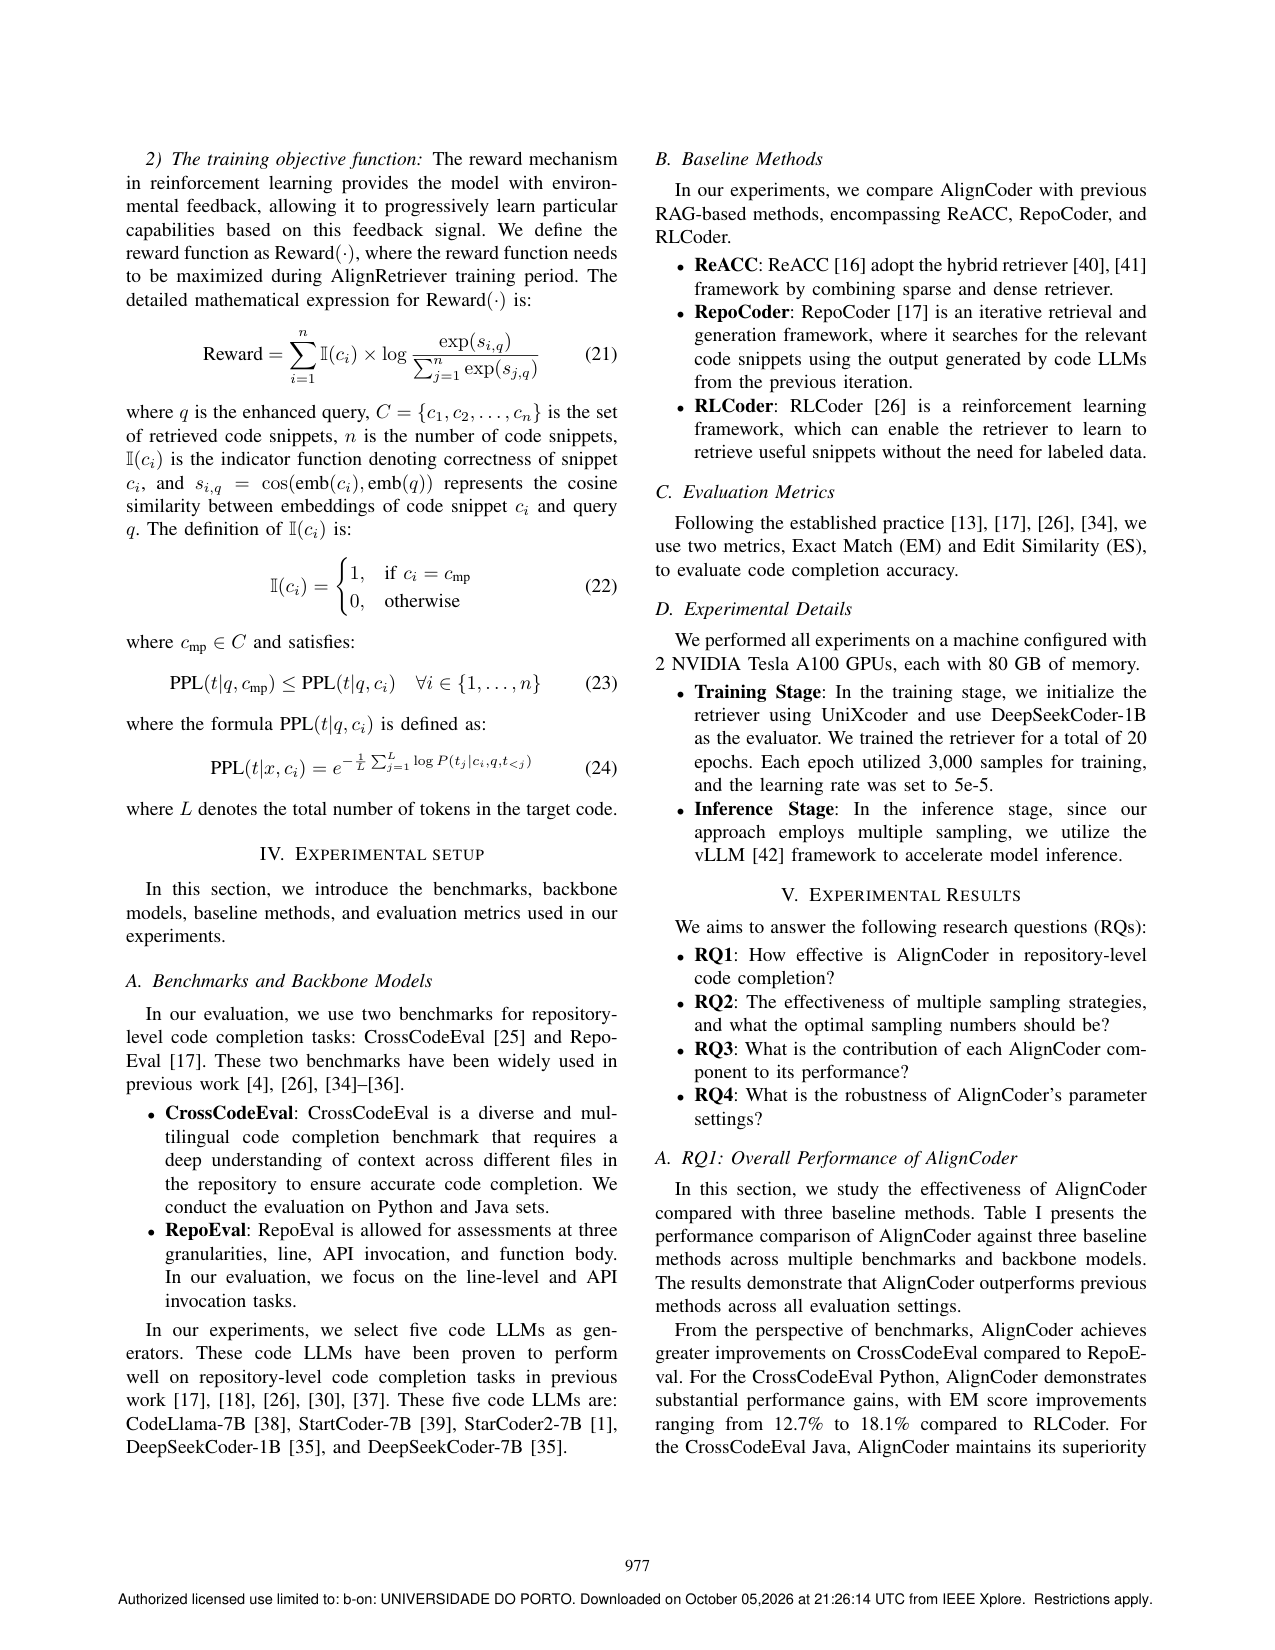 2) The training objective function: The reward mechanism
in reinforcement learning provides the model with environ-
mental feedback, allowing it to progressively learn particular
capabilities based on this feedback signal. We define the
reward function as Reward(·), where the reward function needs
to be maximized during AlignRetriever training period. The
detailed mathematical expression for Reward(·) is:
Reward = ∑_{i=1}^{n} 𝕀(c_i) × log exp(s_{i,q}) / ∑_{j=1}^{n} exp(s_{j,q}) (21)
where q is the enhanced query, C = {c_1, c_2, . . . , c_n} is the set
of retrieved code snippets, n is the number of code snippets,
𝕀(c_i) is the indicator function denoting correctness of snippet
c_i, and s_{i,q} = cos(emb(c_i), emb(q)) represents the cosine
similarity between embeddings of code snippet c_i and query
q. The definition of 𝕀(c_i) is:
𝕀(c_i) = { 1, if c_i = c_mp
0, otherwise (22)
where c_mp ∈ C and satisfies:
PPL(t|q, c_mp) ≤ PPL(t|q, c_i) ∀i ∈ {1, . . . , n} (23)
where the formula PPL(t|q, c_i) is defined as:
PPL(t|x, c_i) = e^{−\frac{1}{L} ∑_{j=1}^{L} log P(t_j|c_i,q,t_{<j})} (24)
where L denotes the total number of tokens in the target code.
IV. EXPERIMENTAL SETUP
In this section, we introduce the benchmarks, backbone
models, baseline methods, and evaluation metrics used in our
experiments.
A. Benchmarks and Backbone Models
In our evaluation, we use two benchmarks for repository-
level code completion tasks: CrossCodeEval [25] and Repo-
Eval [17]. These two benchmarks have been widely used in
previous work [4], [26], [34]–[36].
• CrossCodeEval: CrossCodeEval is a diverse and mul-
tilingual code completion benchmark that requires a
deep understanding of context across different files in
the repository to ensure accurate code completion. We
conduct the evaluation on Python and Java sets.
• RepoEval: RepoEval is allowed for assessments at three
granularities, line, API invocation, and function body.
In our evaluation, we focus on the line-level and API
invocation tasks.
In our experiments, we select five code LLMs as gen-
erators. These code LLMs have been proven to perform
well on repository-level code completion tasks in previous
work [17], [18], [26], [30], [37]. These five code LLMs are:
CodeLlama-7B [38], StartCoder-7B [39], StarCoder2-7B [1],
DeepSeekCoder-1B [35], and DeepSeekCoder-7B [35].
B. Baseline Methods
In our experiments, we compare AlignCoder with previous
RAG-based methods, encompassing ReACC, RepoCoder, and
RLCoder.
• ReACC: ReACC [16] adopt the hybrid retriever [40], [41]
framework by combining sparse and dense retriever.
• RepoCoder: RepoCoder [17] is an iterative retrieval and
generation framework, where it searches for the relevant
code snippets using the output generated by code LLMs
from the previous iteration.
• RLCoder: RLCoder [26] is a reinforcement learning
framework, which can enable the retriever to learn to
retrieve useful snippets without the need for labeled data.
C. Evaluation Metrics
Following the established practice [13], [17], [26], [34], we
use two metrics, Exact Match (EM) and Edit Similarity (ES),
to evaluate code completion accuracy.
D. Experimental Details
We performed all experiments on a machine configured with
2 NVIDIA Tesla A100 GPUs, each with 80 GB of memory.
• Training Stage: In the training stage, we initialize the
retriever using UniXcoder and use DeepSeekCoder-1B
as the evaluator. We trained the retriever for a total of 20
epochs. Each epoch utilized 3,000 samples for training,
and the learning rate was set to 5e-5.
• Inference Stage: In the inference stage, since our
approach employs multiple sampling, we utilize the
vLLM [42] framework to accelerate model inference.
V. EXPERIMENTAL RESULTS
We aims to answer the following research questions (RQs):
• RQ1: How effective is AlignCoder in repository-level
code completion?
• RQ2: The effectiveness of multiple sampling strategies,
and what the optimal sampling numbers should be?
• RQ3: What is the contribution of each AlignCoder com-
ponent to its performance?
• RQ4: What is the robustness of AlignCoder's parameter
settings?
A. RQ1: Overall Performance of AlignCoder
In this section, we study the effectiveness of AlignCoder
compared with three baseline methods. Table I presents the
performance comparison of AlignCoder against three baseline
methods across multiple benchmarks and backbone models.
The results demonstrate that AlignCoder outperforms previous
methods across all evaluation settings.
From the perspective of benchmarks, AlignCoder achieves
greater improvements on CrossCodeEval compared to RepoE-
val. For the CrossCodeEval Python, AlignCoder demonstrates
substantial performance gains, with EM score improvements
ranging from 12.7% to 18.1% compared to RLCoder. For
the CrossCodeEval Java, AlignCoder maintains its superiority
977
Authorized licensed use limited to: b-on: UNIVERSIDADE DO PORTO. Downloaded on October 05,2026 at 21:26:14 UTC from IEEE Xplore. Restrictions apply.